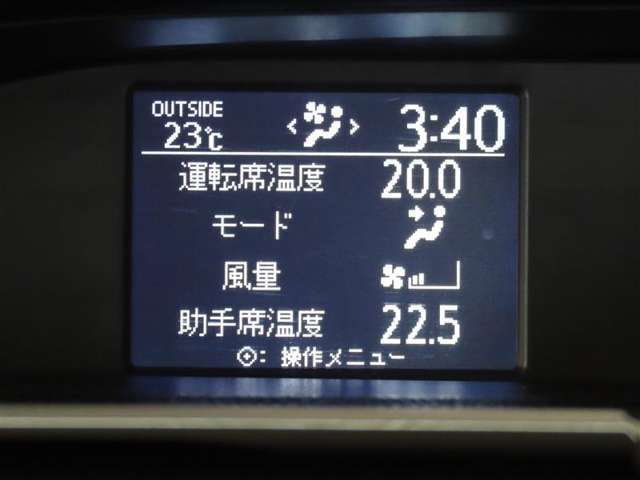 OUTSIDE
23℃ < > 3:40
運転席温度 20.0
モード
風量
助手席温度 22.5
: 操作メニュー